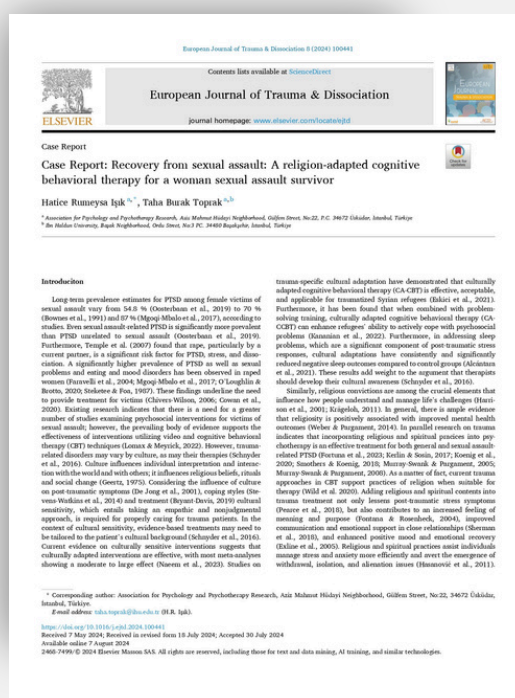 European Journal of Trauma & Dissociation 8 (2024) 100441
Contents lists available at ScienceDirect
European Journal of Trauma & Dissociation
journal homepage: www.elsevier.com/locate/ejtd
ELSEVIER
Case Report
Case Report: Recovery from sexual assault: A religion-adapted cognitive
behavioral therapy for a woman sexual assault survivor
Hatice Rumeysa Işık a,*, Taha Burak Toprak a,b
a Association for Psychology and Psychotherapy Research, Aziz Mahmut Hüdayi Neighborhood, Gülfem Street, No:22, P.C. 34672 Üsküdar, Istanbul, Türkiye
b Ibn Haldun University, Başak Neighborhood, Ordu Street, No:3 PC. 34480 Başakşehir, Istanbul, Türkiye
Introduciton
Long-term prevalence estimates for PTSD among female victims of
sexual assault vary from 54.8 % (Oosterbaan et al., 2019) to 70 %
(Bownes et al., 1991) and 87 % (Mgoqi-Mbalo et al., 2017), according to
studies. Even sexual assault-related PTSD is significantly more prevalent
than PTSD unrelated to sexual assault (Oosterbaan et al., 2019).
Furthermore, Temple et al. (2007) found that rape, particularly by a
current partner, is a significant risk factor for PTSD, stress, and disso-
ciation. A significantly higher prevalence of PTSD as well as sexual
problems and eating and mood disorders has been observed in raped
women (Faravelli et al., 2004; Mgoqi-Mbalo et al., 2017; O'Loughlin &
Brotto, 2020; Steketee & Foa, 1987). These findings underline the need
to provide treatment for victims (Chivers-Wilson, 2006; Cowan et al.,
2020). Existing research indicates that there is a need for a greater
number of studies examining psychosocial interventions for victims of
sexual assault; however, the prevailing body of evidence supports the
effectiveness of interventions utilizing video and cognitive behavioral
therapy (CBT) techniques (Lomax & Meyrick, 2022). However, trauma-
related disorders may vary by culture, as may their therapies (Schnyder
et al., 2016). Culture influences individual interpretation and interac-
tion with the world and with others; it influences religious beliefs, rituals
and social change (Geertz, 1975). Considering the influence of culture
on post-traumatic symptoms (De Jong et al., 2001), coping styles (Ste-
vens-Watkins et al., 2014) and treatment (Bryant-Davis, 2019) cultural
sensitivity, which entails taking an empathic and nonjudgmental
approach, is required for properly caring for trauma patients. In the
context of cultural sensitivity, evidence-based treatments may need to
be tailored to the patient's cultural background (Schnyder et al., 2016).
Current evidence on culturally sensitive interventions suggests that
culturally adapted interventions are effective, with most meta-analyses
showing a moderate to large effect (Naeem et al., 2023). Studies on
trauma-specific cultural adaptation have demonstrated that culturally
adapted cognitive behavioral therapy (CA-CBT) is effective, acceptable,
and applicable for traumatized Syrian refugees (Eskici et al., 2021).
Furthermore, it has been found that when combined with problem-
solving training, culturally adapted cognitive behavioral therapy (CA-
CCBT) can enhance refugees' ability to actively cope with psychosocial
problems (Kananian et al., 2022). Furthermore, in addressing sleep
problems, which are a significant component of post-traumatic stress
responses, cultural adaptations have consistently and significantly
reduced negative sleep outcomes compared to control groups (Alcántara
et al., 2021). These results add weight to the argument that therapists
should develop their cultural awareness (Schnyder et al., 2016).
Similarly, religious convictions are among the crucial elements that
influence how people understand and manage life's challenges (Harri-
son et al., 2001; Krägeloh, 2011). In general, there is ample evidence
that religiosity is positively associated with improved mental health
outcomes (Weber & Pargament, 2014). In parallel research on trauma
indicates that incorporating religious and spiritual practices into psy-
chotherapy is an effective treatment for both general and sexual assault-
related PTSD (Fortuna et al., 2023; Kerlin & Sosin, 2017; Koenig et al.,
2020; Smothers & Koenig, 2018; Murray-Swank & Pargament, 2005;
Murray-Swank & Pargament, 2008). As a matter of fact, current trauma
approaches in CBT support practices of religion when suitable for
therapy (Wild et al. 2020). Adding religious and spiritual contents into
trauma treatment not only lessens post-traumatic stress symptoms
(Pearce et al., 2018), but also contributes to an increased feeling of
meaning and purpose (Fontana & Rosenheck, 2004), improved
communication and emotional support in close relationships (Sherman
et al., 2018), and enhanced positive mood and emotional recovery
(Exline et al., 2005). Religious and spiritual practices assist individuals
manage stress and anxiety more efficiently and avert the emergence of
withdrawal, isolation, and alienation issues (Hasanović et al., 2011).
* Corresponding author: Association for Psychology and Psychotherapy Research, Aziz Mahmut Hüdayi Neighborhood, Gülfem Street, No:22, 34672 Üsküdar,
Istanbul, Türkiye.
E-mail address: taha.toprak@ihu.edu.tr (H.R. Işık).
https://doi.org/10.1016/j.ejtd.2024.100441
Received 7 May 2024; Received in revised form 18 July 2024; Accepted 30 July 2024
Available online 7 August 2024
2468-7499/© 2024 Elsevier Masson SAS. All rights are reserved, including those for text and data mining, AI training, and similar technologies.